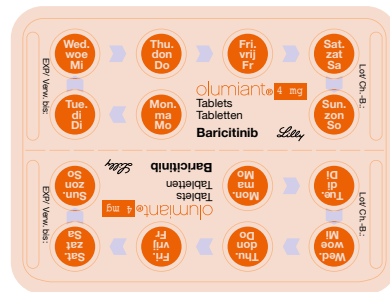 Wed.
woe
Mi
Thu.
don
Do
Fri.
vrij
Fr
Sat.
zat
Sa
EXP/ Verw. bis:
Lot/ Ch.-B.:
Tue.
di
Di
Mon.
ma
Mo
olumiant® 4 mg
Tablets
Tabletten
Baricitinib Lilly
Sun.
zon
So
Sun.
zon
So
olumiant® 4 mg
Tablets
Tabletten
Baricitinib Lilly
Mon.
ma
Mo
Tue.
di
Di
EXP/ Verw. bis:
Lot/ Ch.-B.:
Sat.
zat
Sa
Fri.
vrij
Fr
Thu.
don
Do
Wed.
woe
Mi